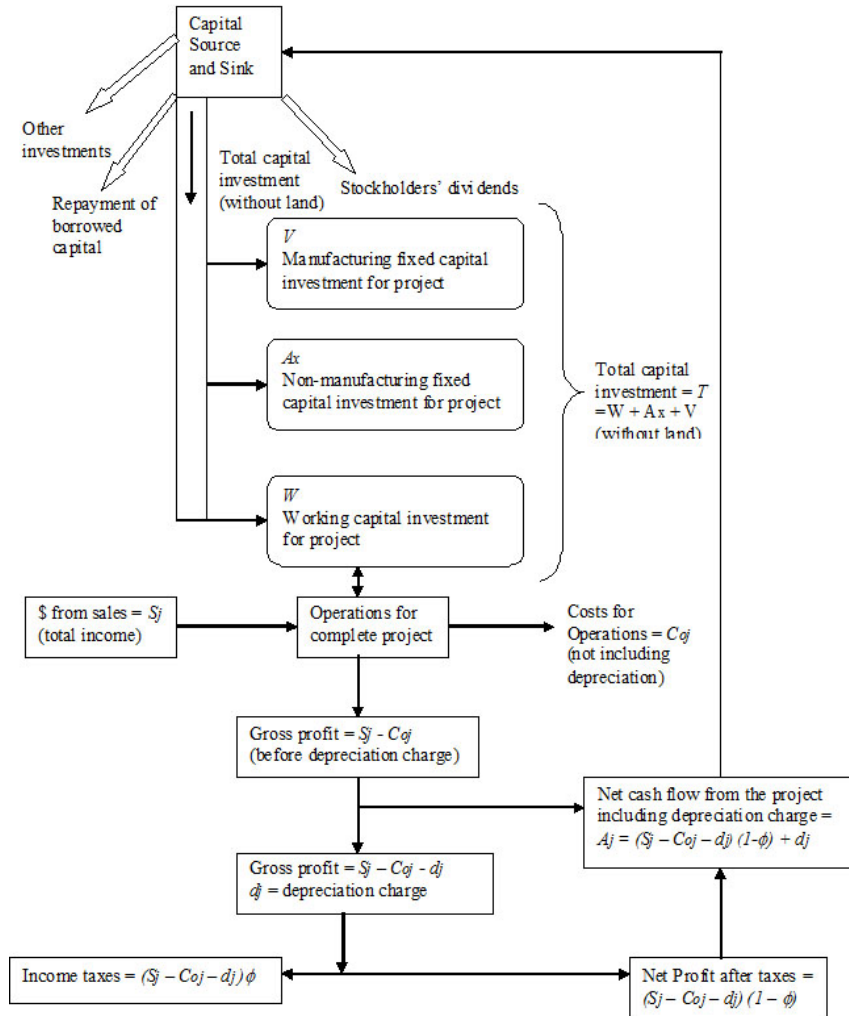 Capital
Source
and Sink
Other
investments
Repayment of
borrowed
capital
Total capital
investment
(without land)
Stockholders' dividends
V
Manufacturing fixed capital
investment for project
Ax
Non-manufacturing fixed
capital investment for project
Total capital
investment = T
=W + Ax + V
(without land)
W
Working capital investment
for project
$ from sales = Sj
(total income)
Operations for
complete project
Costs for
Operations = Coj
(not including
depreciation)
Gross profit = Sj - Coj
(before depreciation charge)
Net cash flow from the project
including depreciation charge =
Aj = (Sj – Coj – dj) (1-ϕ) + dj
Gross profit = Sj – Coj - dj
dj = depreciation charge
Income taxes = (Sj – Coj – dj) ϕ
Net Profit after taxes =
(Sj – Coj – dj) (1 – ϕ)